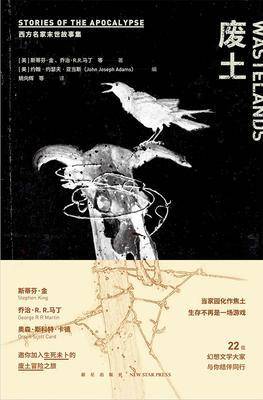 STORIES OF THE APOCALYPSE
西方名家末世故事集
[美] 斯蒂芬·金、乔治·R.R.马丁 等 著
[美] 约翰·约瑟夫·亚当斯(John Joseph Adams) 编
姚向辉 等 译
废土
WASTELANDS
斯蒂芬·金
Stephen King
乔治·R.R.马丁
George R R Martin
奥森·斯科特·卡德
Orson Scott Card
邀你加入生死未卜的
废土冒险之旅
当家园化作焦土
生存不再是一场游戏
22位
幻想文学大家
与你结伴同行
新星出版社 NEW STAR PRESS